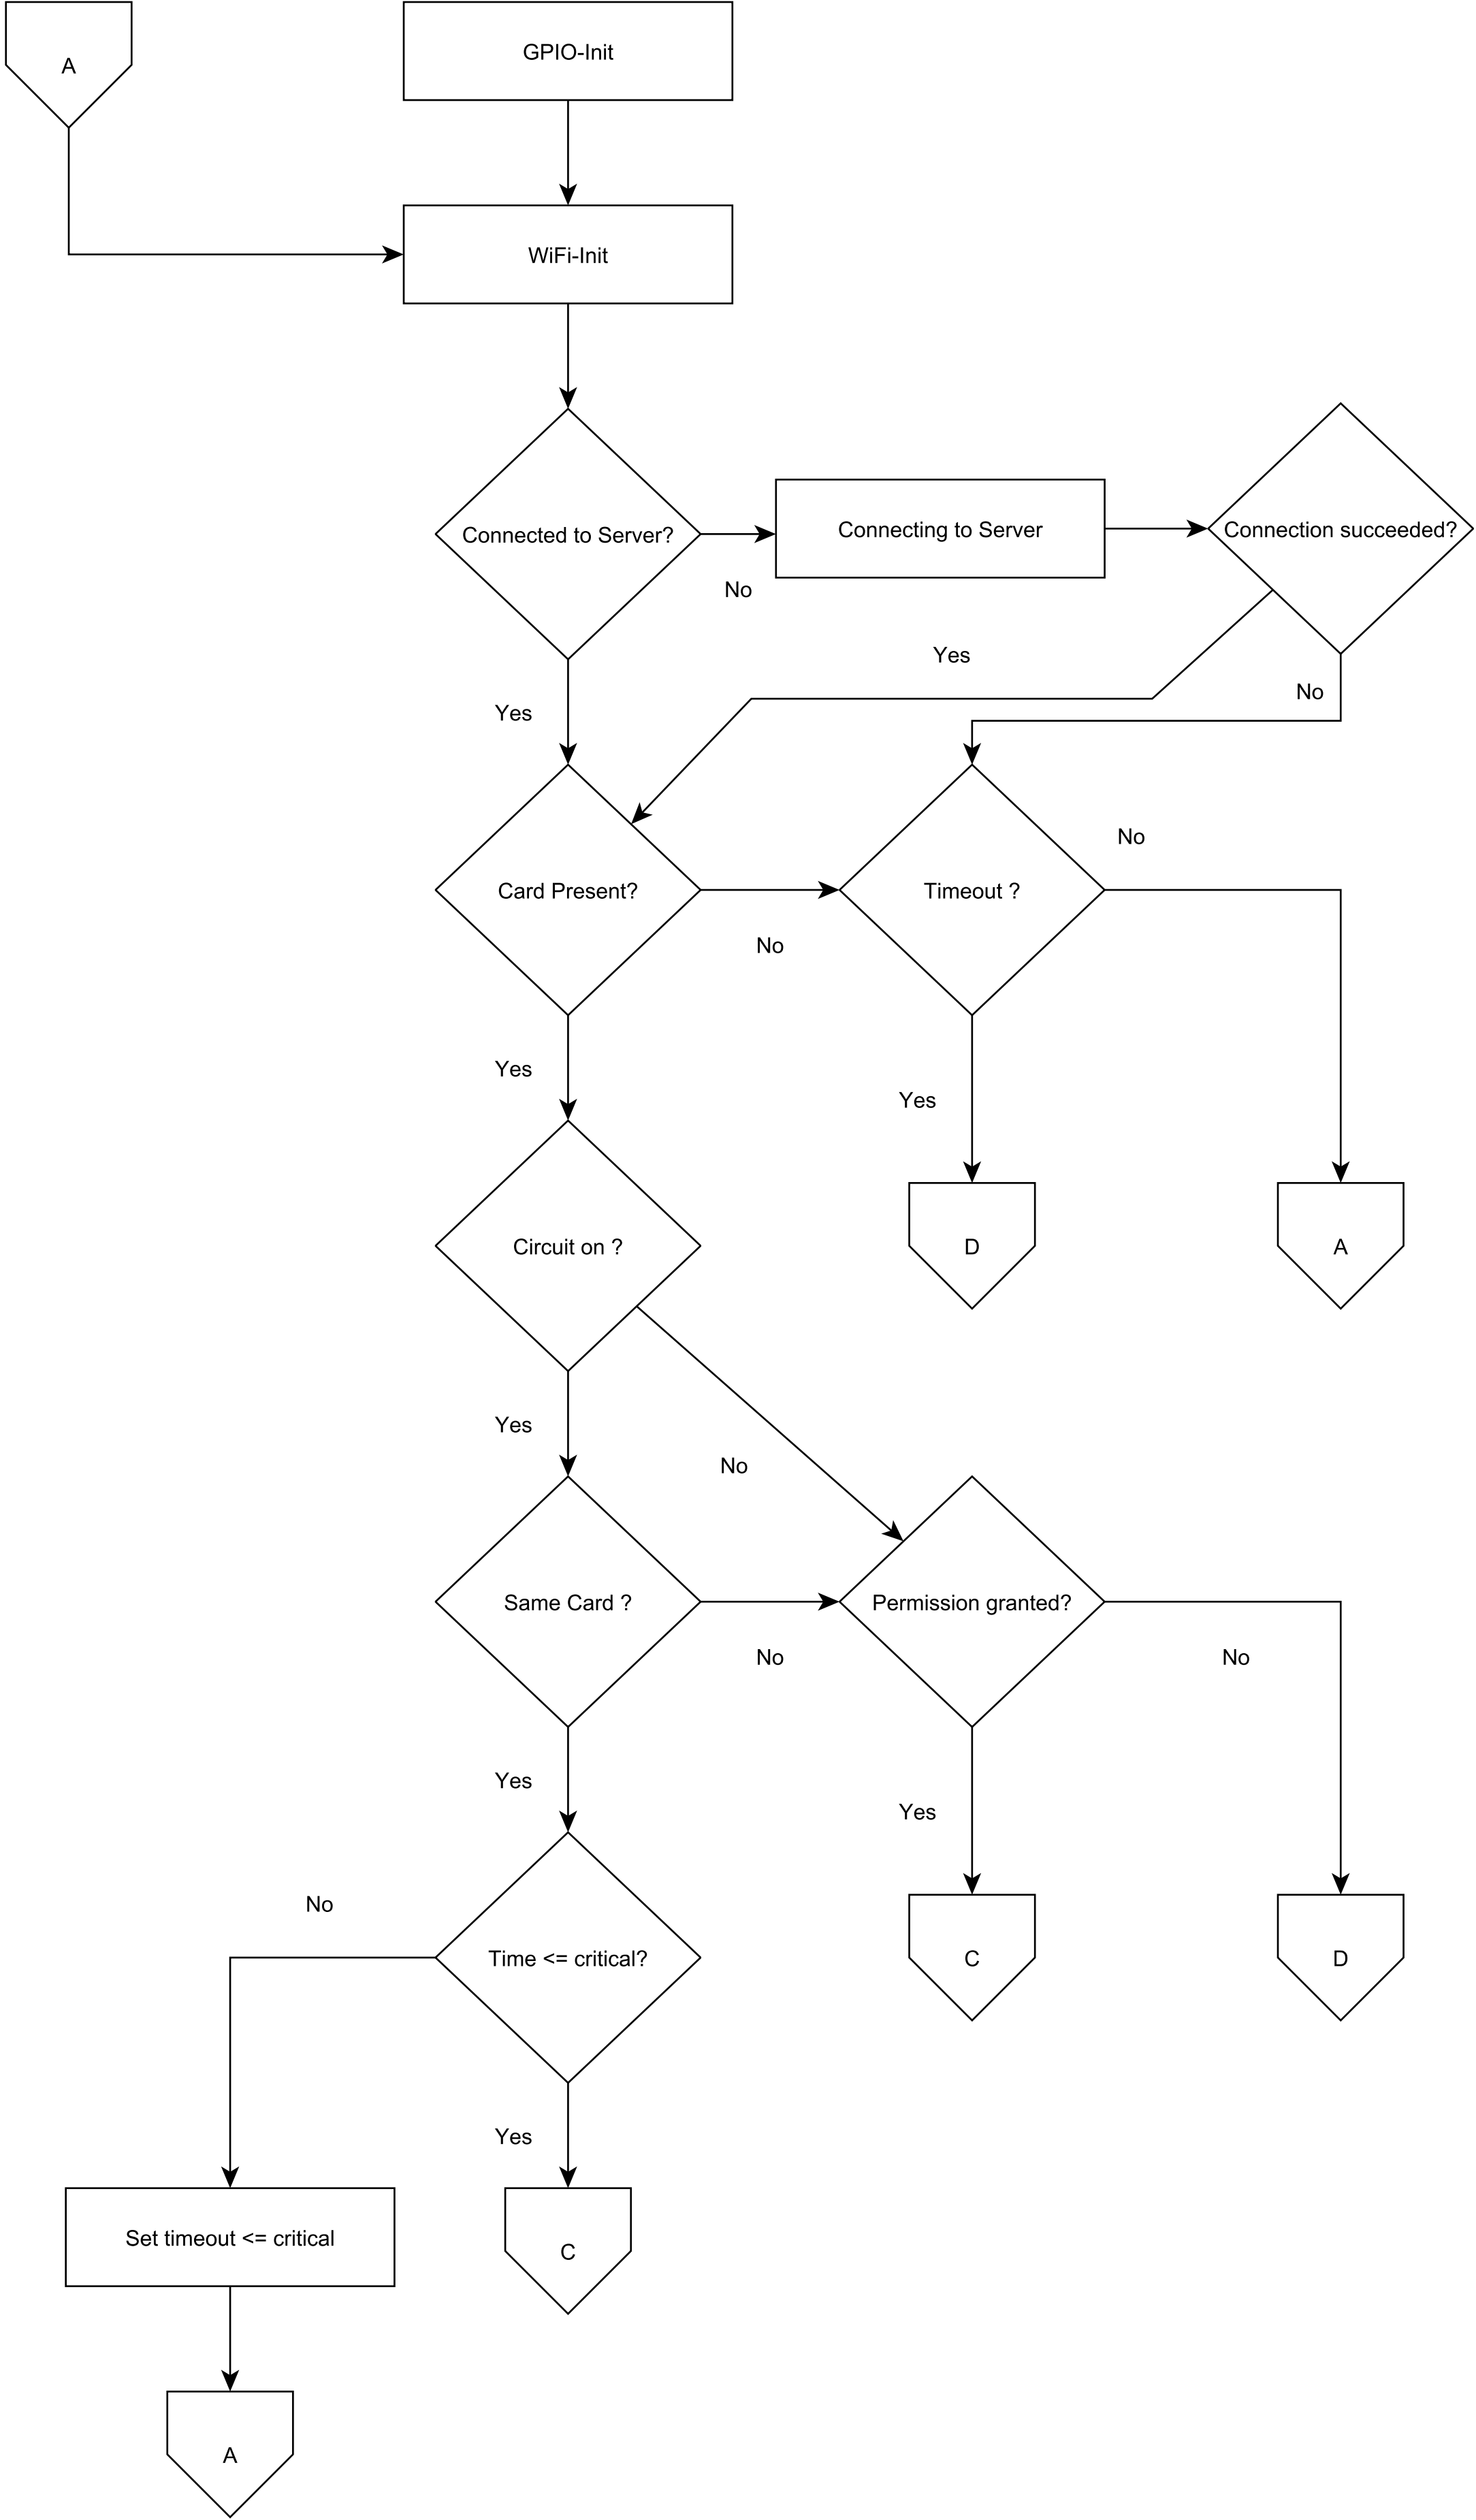 A
GPIO-Init
WiFi-Init
Connected to Server?
No
Connecting to Server
Connection succeeded?
Yes
No
Yes
Card Present?
No
Timeout ?
No
Yes
Yes
D
A
Circuit on ?
Yes
No
Same Card ?
No
Permission granted?
No
Yes
Yes
C
D
No
Time <= critical?
Yes
Set timeout <= critical
C
A